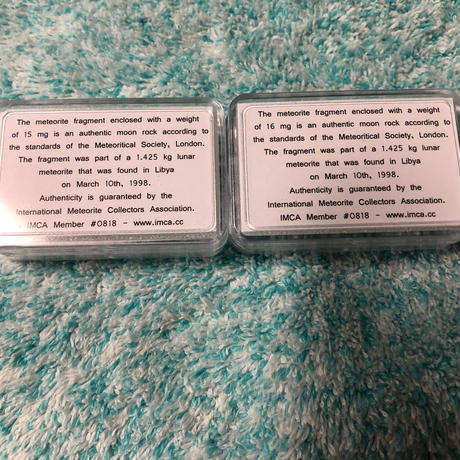 The meteorite fragment enclosed with a weight
of 15 mg is an authentic moon rock according to
the standards of the Meteoritical Society, London.
The fragment was part of a 1.425 kg lunar
meteorite that was found in Libya
on March 10th, 1998.
Authenticity is guaranteed by the
International Meteorite Collectors Association.
IMCA Member #0818 - www.imca.cc
The meteorite fragment enclosed with a weight
of 16 mg is an authentic moon rock according to
the standards of the Meteoritical Society, London.
The fragment was part of a 1.425 kg lunar
meteorite that was found in Libya
on March 10th, 1998.
Authenticity is guaranteed by the
International Meteorite Collectors Association.
IMCA Member #0818 - www.imca.cc